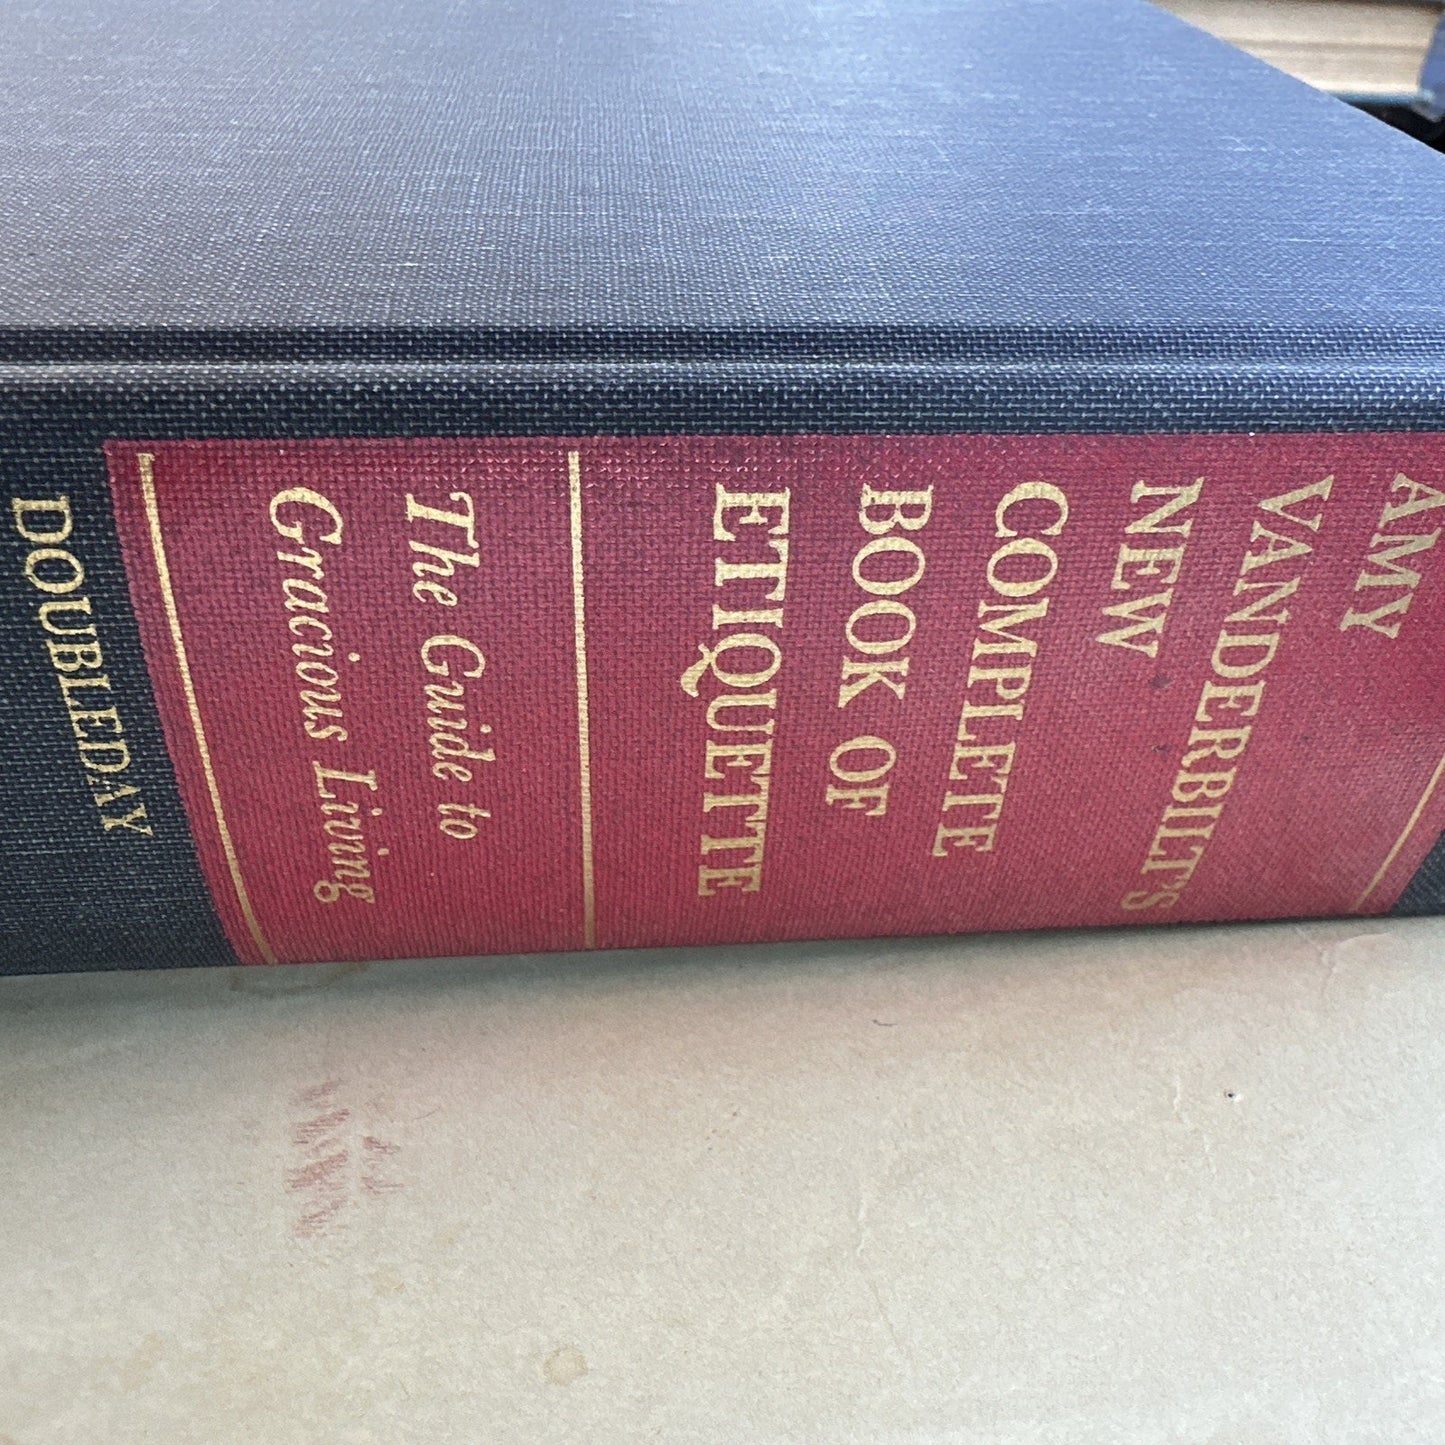 AMY
VANDERBILT'S
NEW
COMPLETE
BOOK OF
ETIQUETTE
The Guide to
Gracious Living
DOUBLEDAY